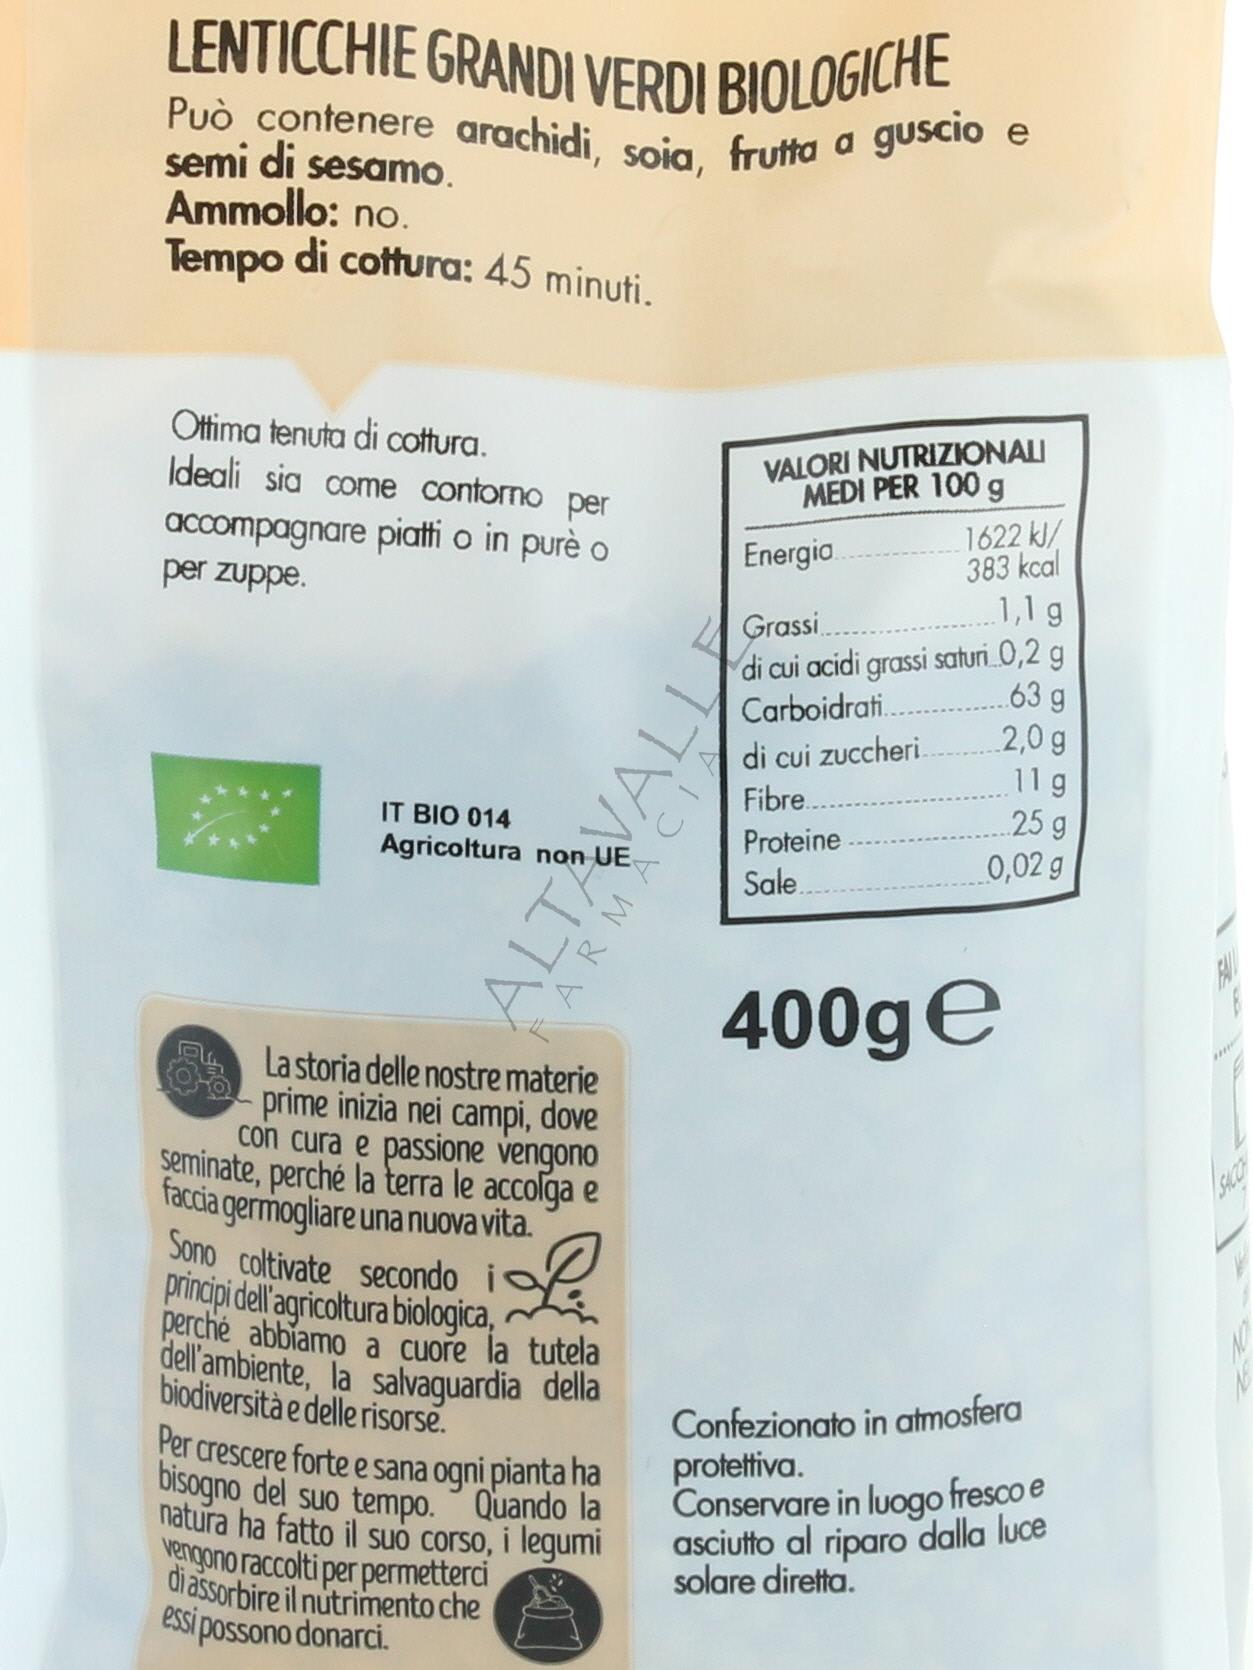 LENTICCHIE GRANDI VERDI BIOLOGICHE
Può contenere arachidi, soia, frutta a guscio e
semi di sesamo.
Ammollo: no.
Tempo di cottura: 45 minuti.
Ottima tenuta di cottura.
Ideali sia come contorno per
accompagnare piatti o in purè o
per zuppe.
VALORI NUTRIZIONALI
MEDI PER 100 g
Energia 1622 kJ/
383 kcal
Grassi 1,1 g
di cui acidi grassi saturi 0,2 g
Carboidrati 63 g
di cui zuccheri 2,0 g
Fibre 11 g
Proteine 25 g
Sale 0,02 g
IT BIO 014
Agricoltura non UE
ALTAVALLE
FARMACIA
400g e
La storia delle nostre materie
prime inizia nei campi, dove
con cura e passione vengono
seminate, perché la terra le accolga e
faccia germogliare una nuova vita.
Sono coltivate secondo i
principi dell'agricoltura biologica,
perché abbiamo a cuore la tutela
dell'ambiente, la salvaguardia della
biodiversità e delle risorse.
Per crescere forte e sana ogni pianta ha
bisogno del suo tempo. Quando la
natura ha fatto il suo corso, i legumi
vengono raccolti per permetterci
di assorbire il nutrimento che
essi possono donarci.
Confezionato in atmosfera
protettiva.
Conservare in luogo fresco e
asciutto al riparo dalla luce
solare diretta.
FAI